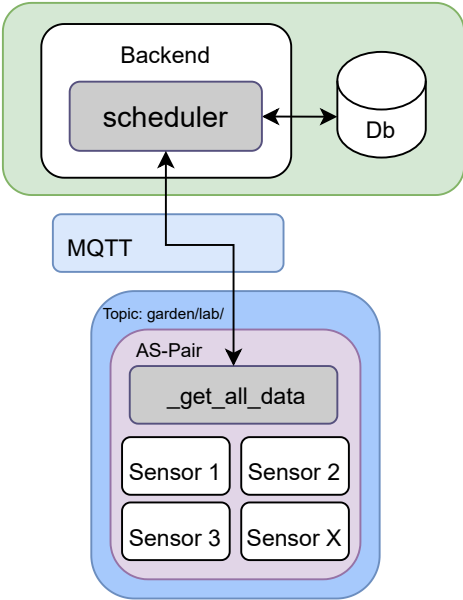 Backend
scheduler
Db
MQTT
Topic: garden/lab/
AS-Pair
_get_all_data
Sensor 1
Sensor 2
Sensor 3
Sensor X